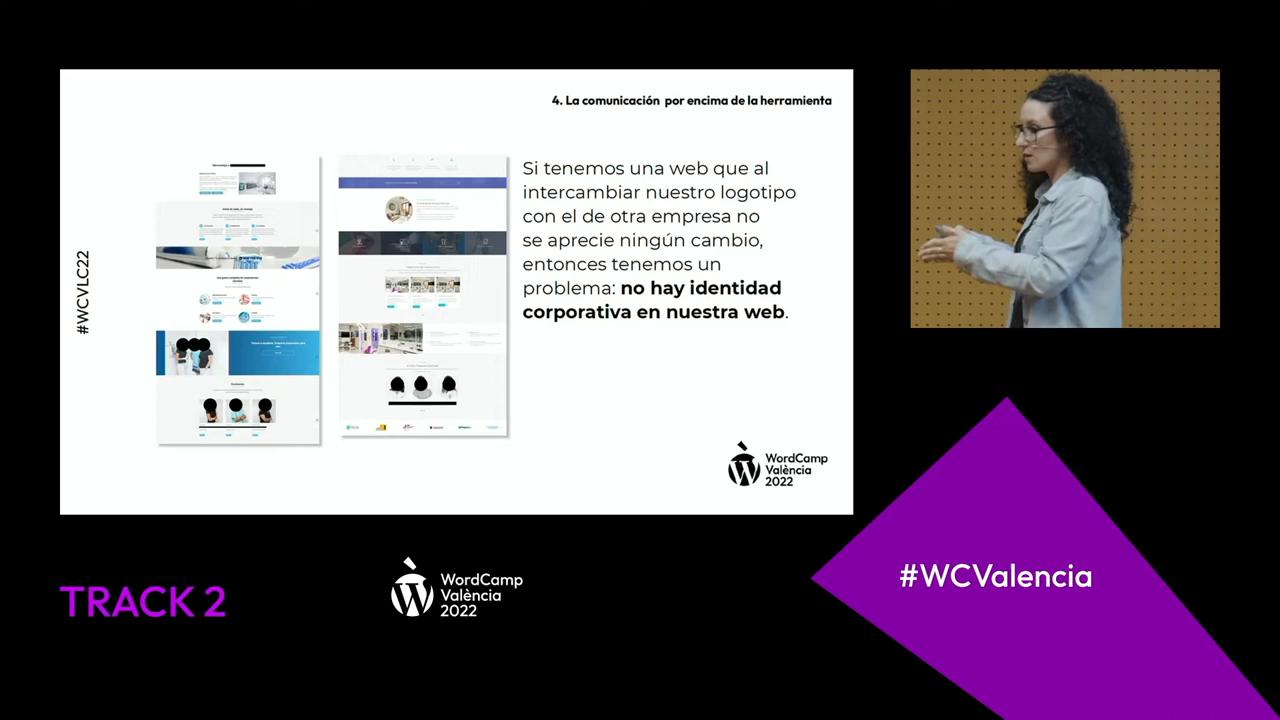 4. La comunicación por encima de la herramienta
Si tenemos una web que al
intercambiar nuestro logotipo
con el de otra empresa no
se aprecie ningún cambio,
entonces tenemos un
problema: no hay identidad
corporativa en nuestra web.
#WCVLC22
WordCamp
València
2022
TRACK 2
WordCamp
València
2022
#WCValencia